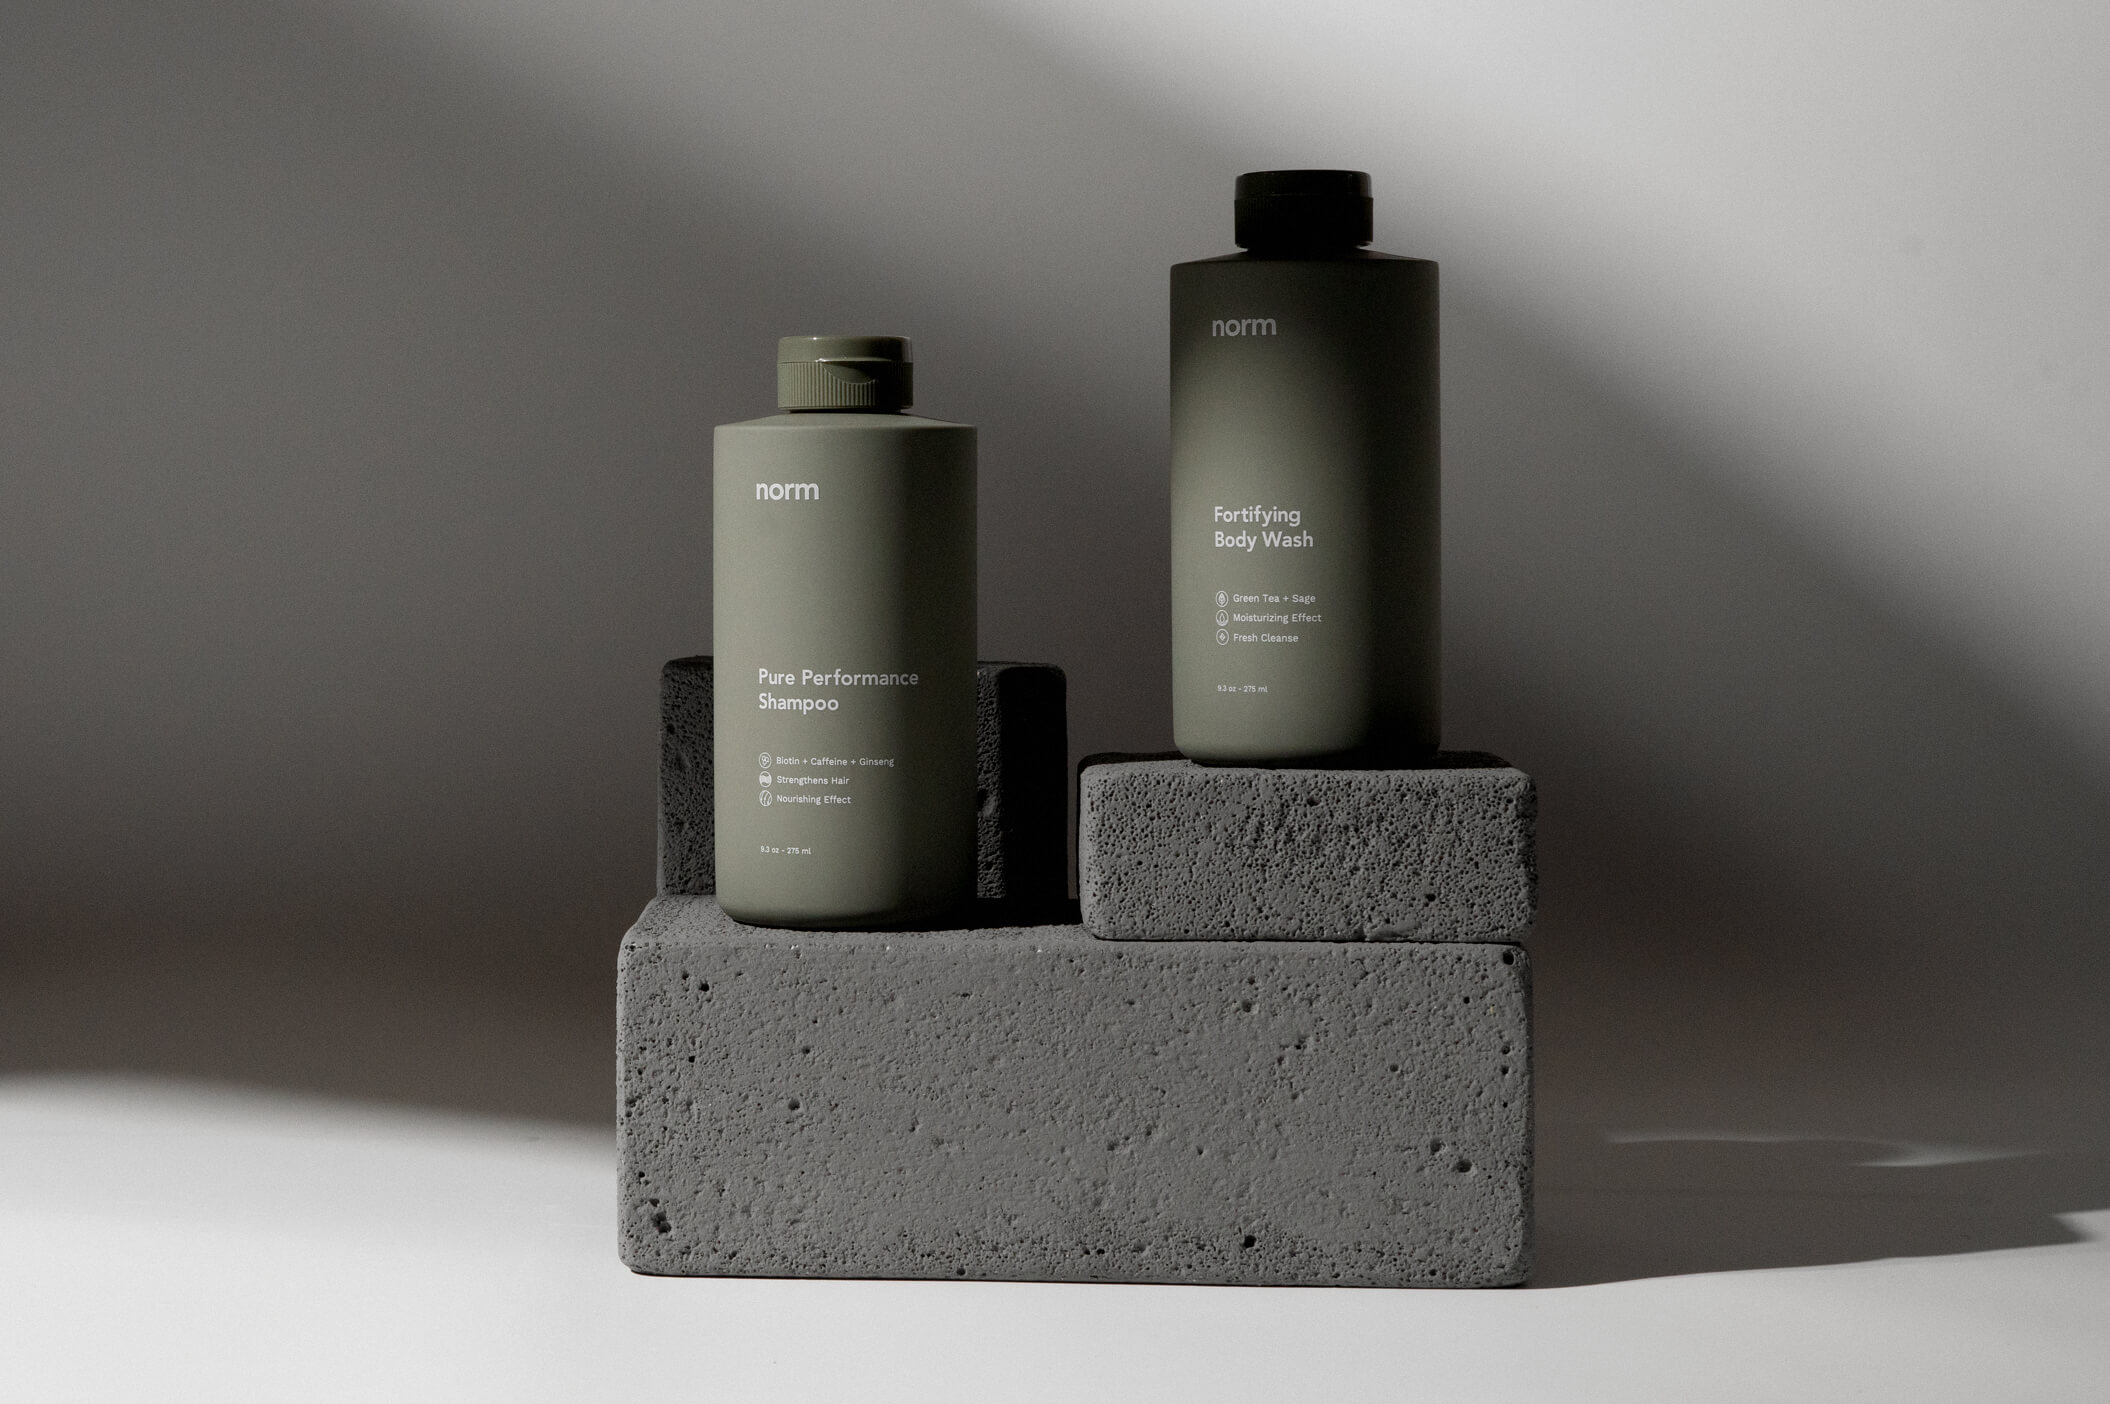 norm
Pure Performance
Shampoo
Biotin + Caffeine + Ginseng
Strengthens Hair
Nourishing Effect
9.3 oz - 275 ml
norm
Fortifying
Body Wash
Green Tea + Sage
Moisturizing Effect
Fresh Cleanse
9.3 oz - 275 ml